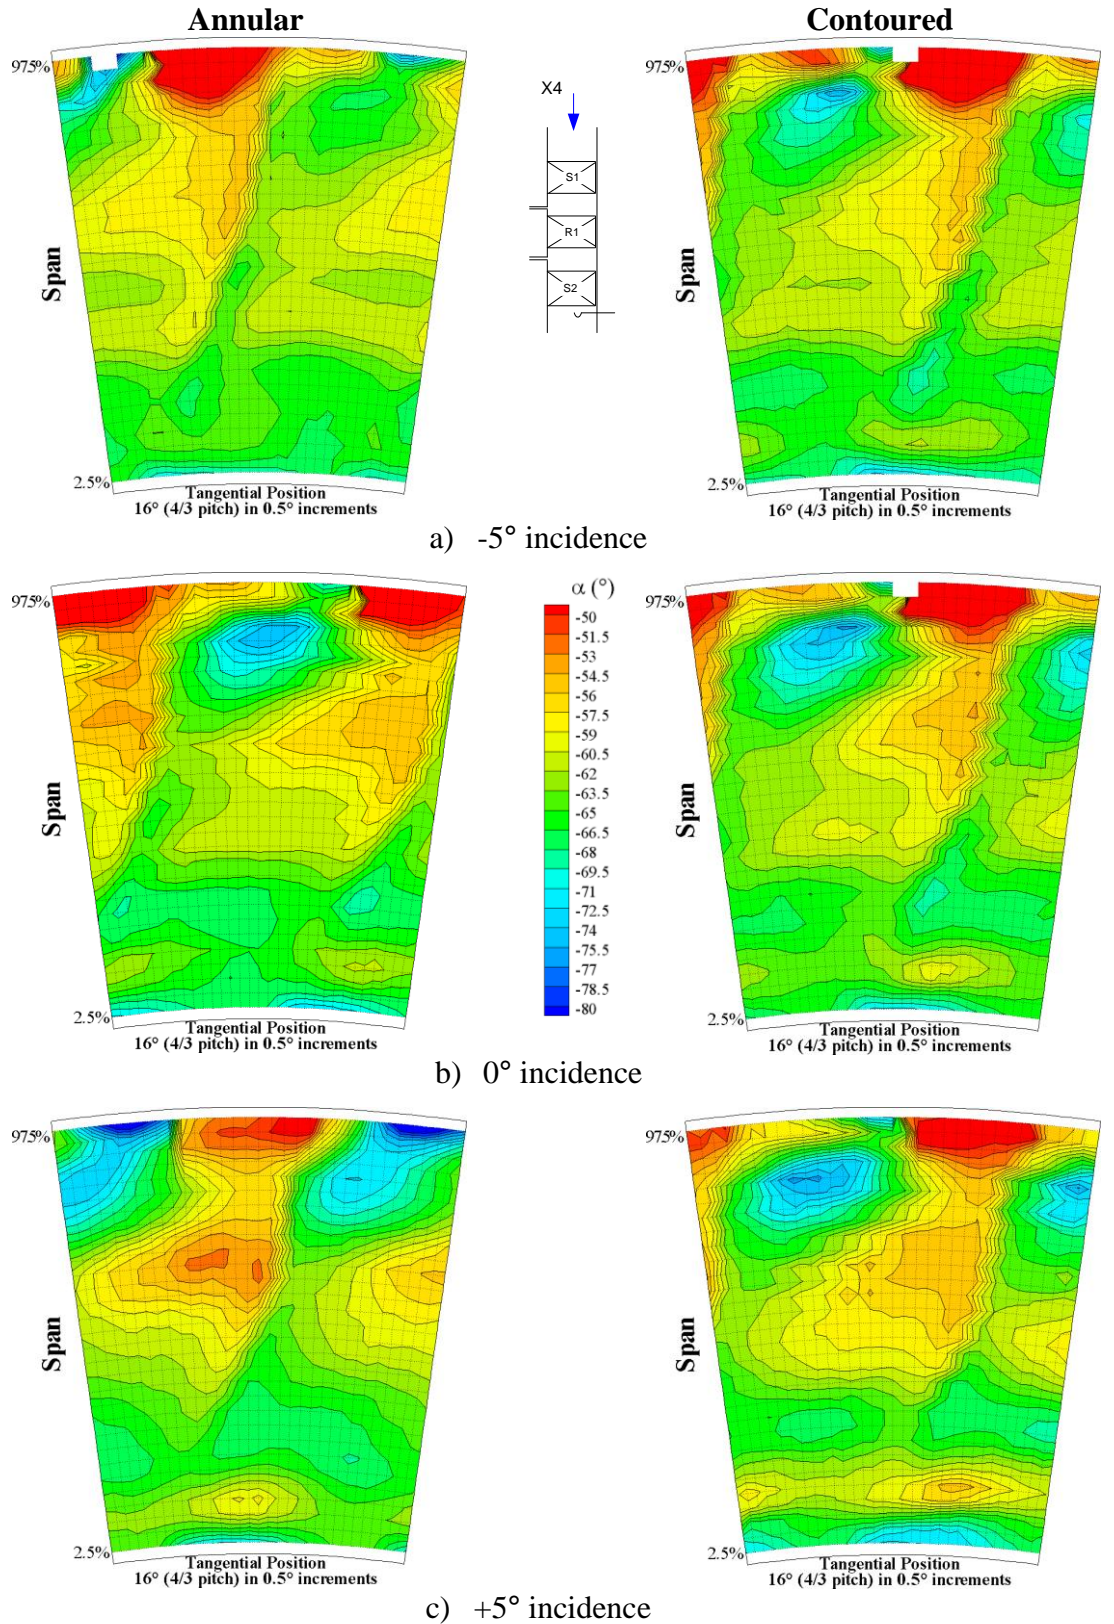 Annular
Contoured
975%
Span
2.5%
Tangential Position
16° (4/3 pitch) in 0.5° increments
X4
S1
R1
S2
975%
Span
2.5%
Tangential Position
16° (4/3 pitch) in 0.5° increments
a) -5° incidence
975%
Span
2.5%
Tangential Position
16° (4/3 pitch) in 0.5° increments
α (°)
-50
-51.5
-53
-54.5
-56
-57.5
-59
-60.5
-62
-63.5
-65
-66.5
-68
-69.5
-71
-72.5
-74
-75.5
-77
-78.5
-80
975%
Span
2.5%
Tangential Position
16° (4/3 pitch) in 0.5° increments
b) 0° incidence
975%
Span
2.5%
Tangential Position
16° (4/3 pitch) in 0.5° increments
975%
Span
2.5%
Tangential Position
16° (4/3 pitch) in 0.5° increments
c) +5° incidence